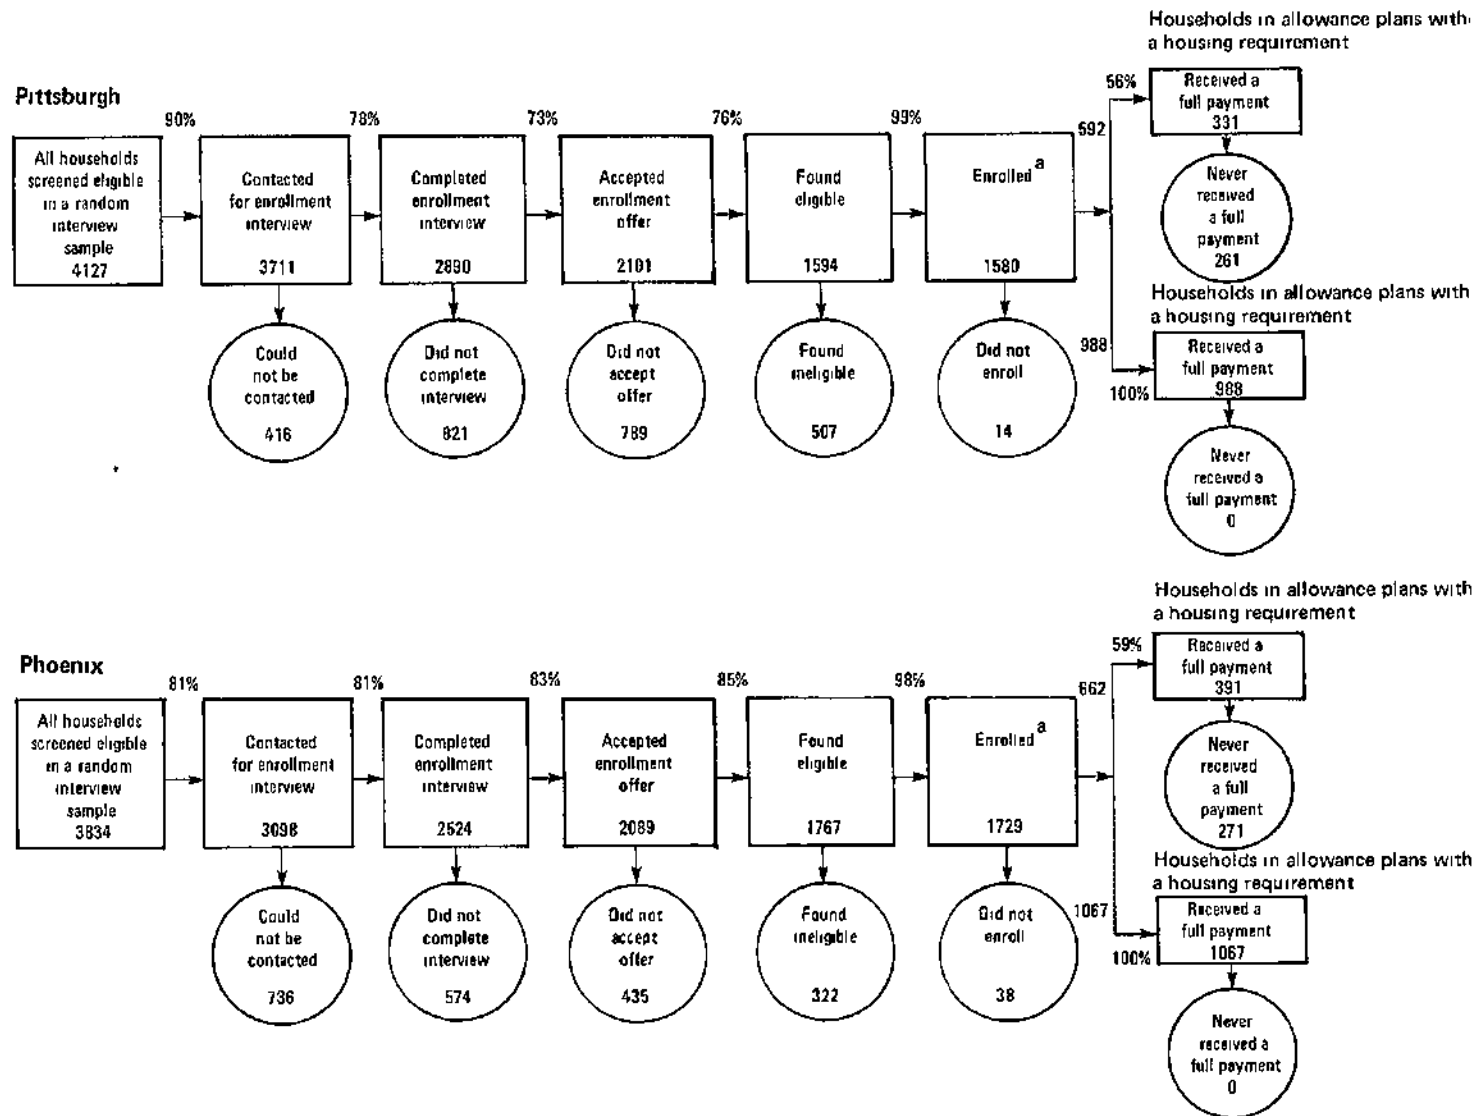 Households in allowance plans with
a housing requirement
Pittsburgh
90%
78%
73%
76%
99%
592
56%
Received a
full payment
331
All households
screened eligible
in a random
interview
sample
4127
Contacted
for enrollment
interview
3711
Completed
enrollment
interview
2890
Accepted
enrollment
offer
2101
Found
eligible
1594
Enrolled a
1580
Never
received
a full
payment
261
Households in allowance plans with
a housing requirement
988
100%
Received a
full payment
988
Could
not be
contacted
416
Did not
complete
interview
821
Did not
accept
offer
789
Found
ineligible
507
Did not
enroll
14
Never
received a
full payment
0
Households in allowance plans with
a housing requirement
Phoenix
81%
81%
83%
85%
98%
662
59%
Received a
full payment
391
All households
screened eligible
in a random
interview
sample
3834
Contacted
for enrollment
interview
3098
Completed
enrollment
interview
2524
Accepted
enrollment
offer
2089
Found
eligible
1767
Enrolled a
1729
Never
received
a full
payment
271
Households in allowance plans with
a housing requirement
1067
100%
Received a
full payment
1067
Could
not be
contacted
736
Did not
complete
interview
574
Did not
accept
offer
435
Found
ineligible
322
Did not
enroll
38
Never
received a
full payment
0